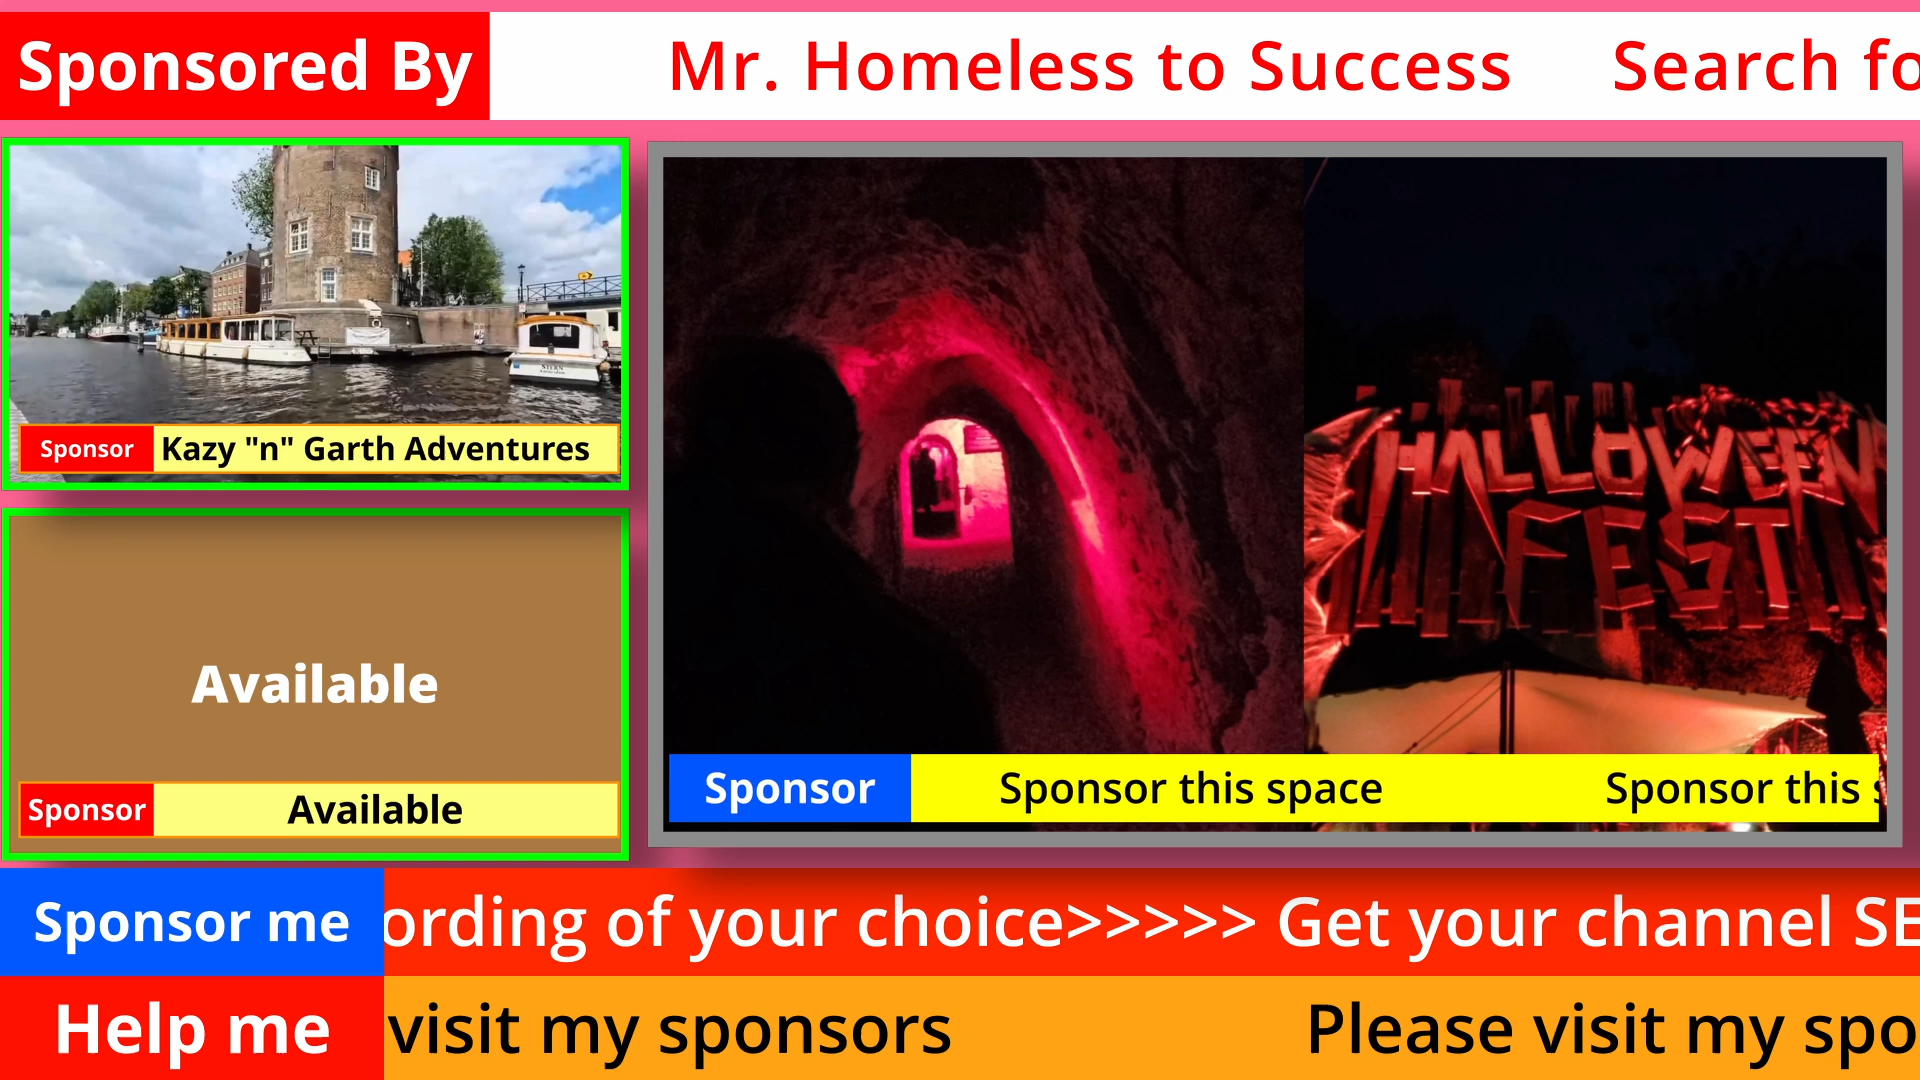 Sponsored By
Mr. Homeless to Success Search fo
Sponsor Kazy "n" Garth Adventures
HALLOWEEN
FEST
Available
Sponsor Available
Sponsor Sponsor this space Sponsor this s
Sponsor me ording of your choice>>>>> Get your channel SE
Help me visit my sponsors Please visit my spo